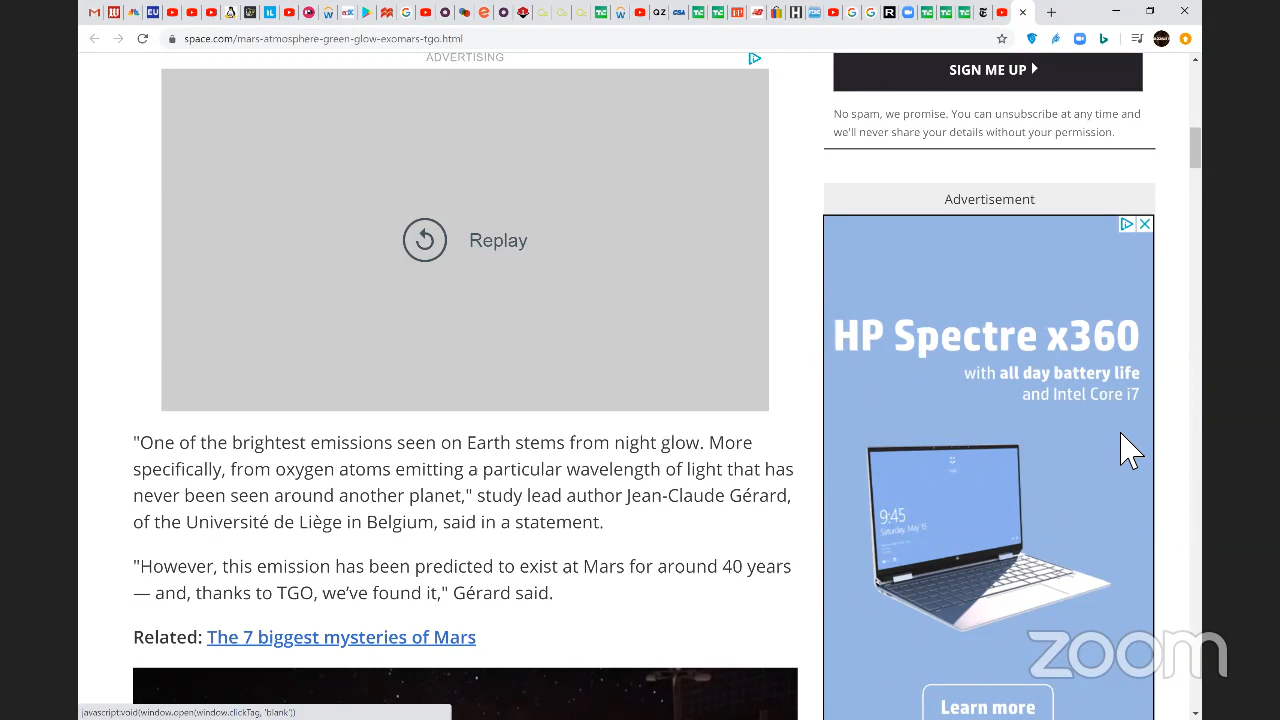 space.com/mars-atmosphere-green-glow-exomars-tgo.html
ADVERTISING
Replay
"One of the brightest emissions seen on Earth stems from night glow. More
specifically, from oxygen atoms emitting a particular wavelength of light that has
never been seen around another planet," study lead author Jean-Claude Gérard,
of the Université de Liège in Belgium, said in a statement.
"However, this emission has been predicted to exist at Mars for around 40 years
— and, thanks to TGO, we’ve found it," Gérard said.
Related: The 7 biggest mysteries of Mars
SIGN ME UP
No spam, we promise. You can unsubscribe at any time and
we'll never share your details without your permission.
Advertisement
HP Spectre x360
with all day battery life
and Intel Core i7
9:45
Saturday, May 15
Learn more
zoom
javascript:void(window.open(window.clickTag, 'blank'))